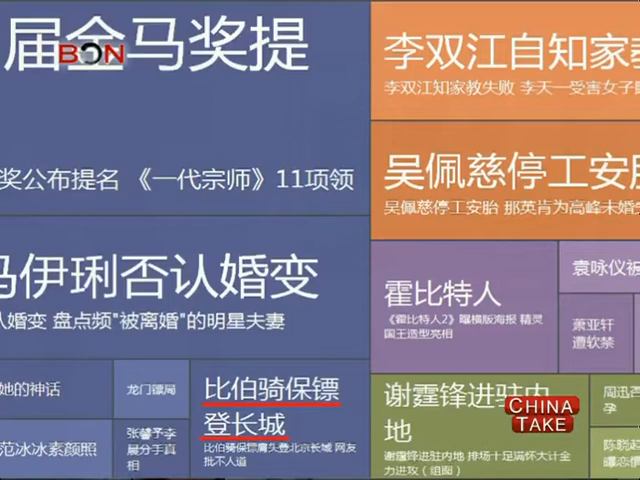 届金马奖提
BON
奖公布提名 《一代宗师》11项领
李双江自知家教
李双江知家教失败 李天一受害女子
吴佩慈停工安胎
吴佩慈停工安胎 那英肯为高峰未婚
冯伊琍否认婚变
认婚变 盘点频"被离婚"的明星夫妻
霍比特人
《霍比特人2》曝横版海报 精灵
国王造型亮相
袁咏仪被
萧亚轩
遭软禁
她的神话
龙门镖局
比伯骑保镖
登长城
比伯骑保镖肩头登北京长城 网友
批不人道
范冰冰素颜照
张馨予李
晨分手真
相
谢霆锋进驻内
地
谢霆锋进驻内地 排场十足满怀大计全
力进攻（组图）
周迅否
孕
陈晓
曝恋情
CHINA
TAKE